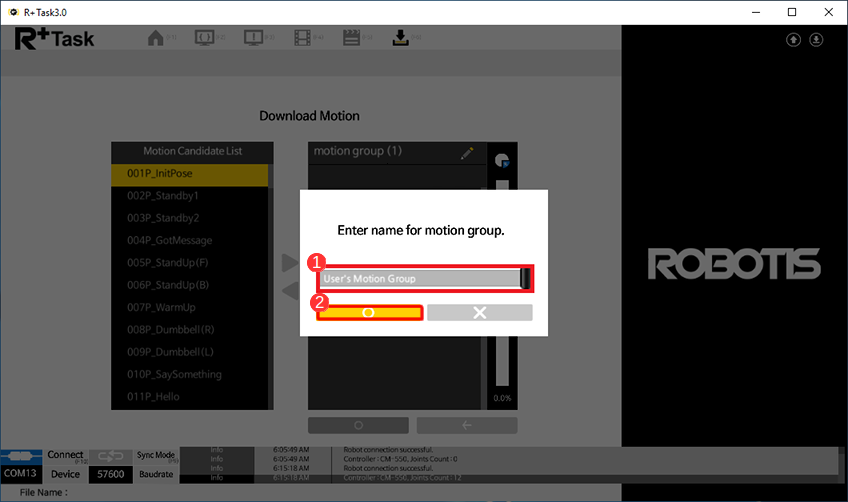 R+Task3.0
R+Task
Download Motion
Motion Candidate List
001P_InitPose
002P_Standby1
003P_Standby2
004P_GotMessage
005P_StandUp(F)
006P_StandUp(B)
007P_WarmUp
008P_Dumbbell(R)
009P_Dumbbell(L)
010P_SaySomething
011P_Hello
motion group (1)
0.0%
Enter name for motion group.
1
User's Motion Group
2
ROBOTIS
Connect
Sync Mode
COM13
Device
57600
Baudrate
Info 6:05:49 AM Robot connection successful.
Info 6:05:49 AM Controller : CM-550, Joints Count : 0
Info 6:15:18 AM Robot connection successful.
Info 6:15:18 AM Controller : CM-550, Joints Count : 12
File Name :